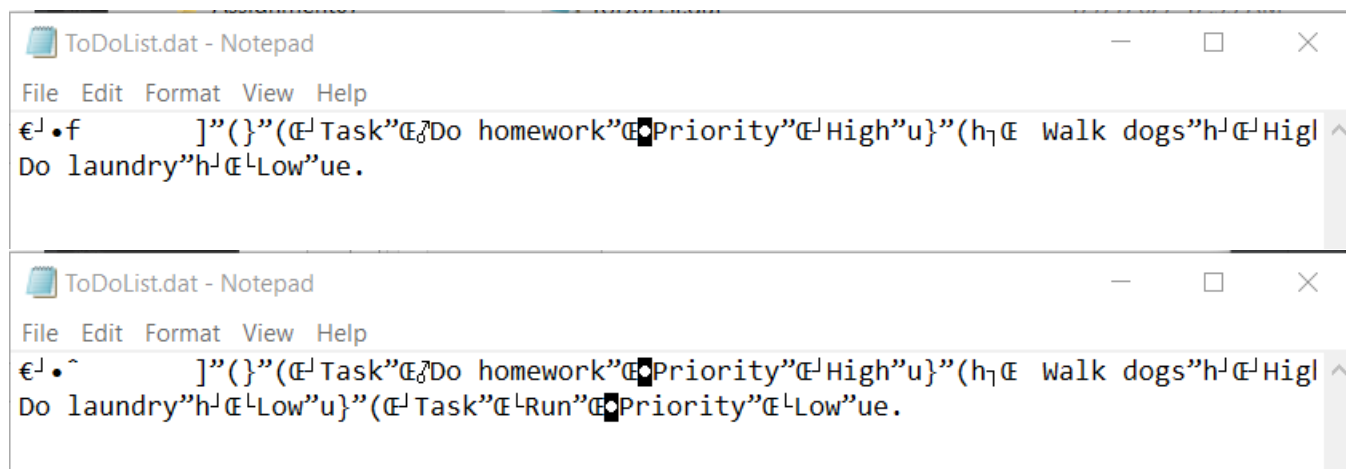 ToDoList.dat - Notepad
File Edit Format View Help
€┘•f ]”(}”(Œ┘Task”Œ♂Do homework”Œ◘Priority”Œ┘High”u}”(h┐Œ Walk dogs”h┘Œ┘High
Do laundry”h┘Œ└Low”ue.
ToDoList.dat - Notepad
File Edit Format View Help
€┘•ˆ ]”(}”(Œ┘Task”Œ♂Do homework”Œ◘Priority”Œ┘High”u}”(h┐Œ Walk dogs”h┘Œ┘High
Do laundry”h┘Œ└Low”u}”(Œ┘Task”Œ└Run”Œ◘Priority”Œ└Low”ue.